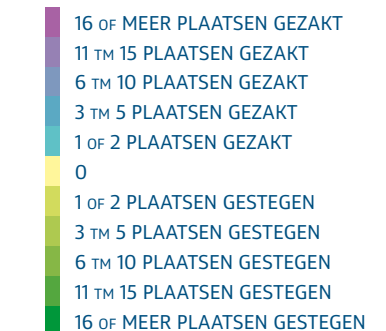 16 OF MEER PLAATSEN GEZAKT
11 TM 15 PLAATSEN GEZAKT
6 TM 10 PLAATSEN GEZAKT
3 TM 5 PLAATSEN GEZAKT
1 OF 2 PLAATSEN GEZAKT
0
1 OF 2 PLAATSEN GESTEGEN
3 TM 5 PLAATSEN GESTEGEN
6 TM 10 PLAATSEN GESTEGEN
11 TM 15 PLAATSEN GESTEGEN
16 OF MEER PLAATSEN GESTEGEN